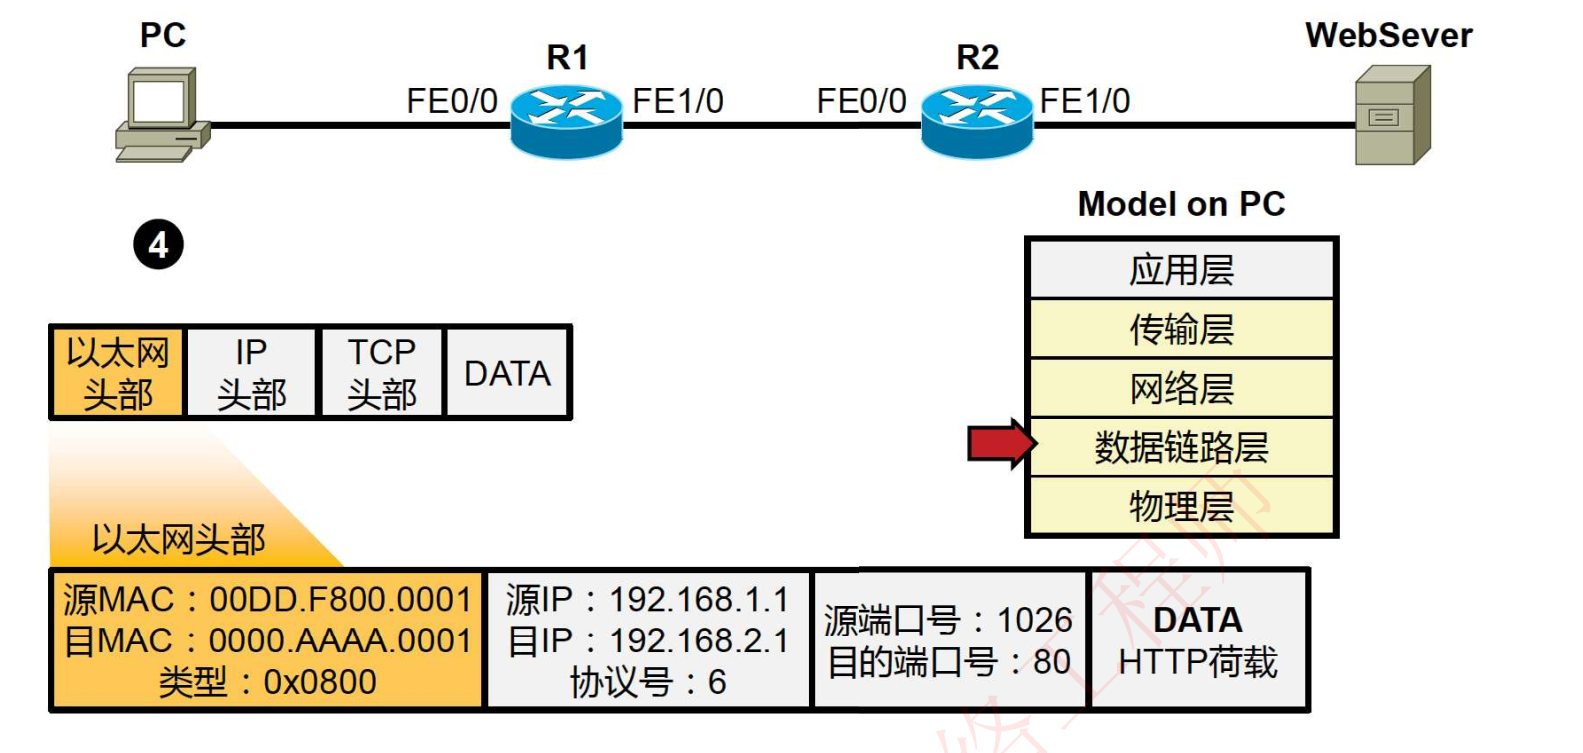 PC
R1
R2
WebSever
FE0/0
FE1/0
FE0/0
FE1/0
4
Model on PC
应用层
传输层
网络层
数据链路层
物理层
以太网
头部
IP
头部
TCP
头部
DATA
以太网头部
源MAC：00DD.F800.0001
目MAC：0000.AAAA.0001
类型：0x0800
源IP：192.168.1.1
目IP：192.168.2.1
协议号：6
源端口号：1026
目的端口号：80
DATA
HTTP荷载
络工程师